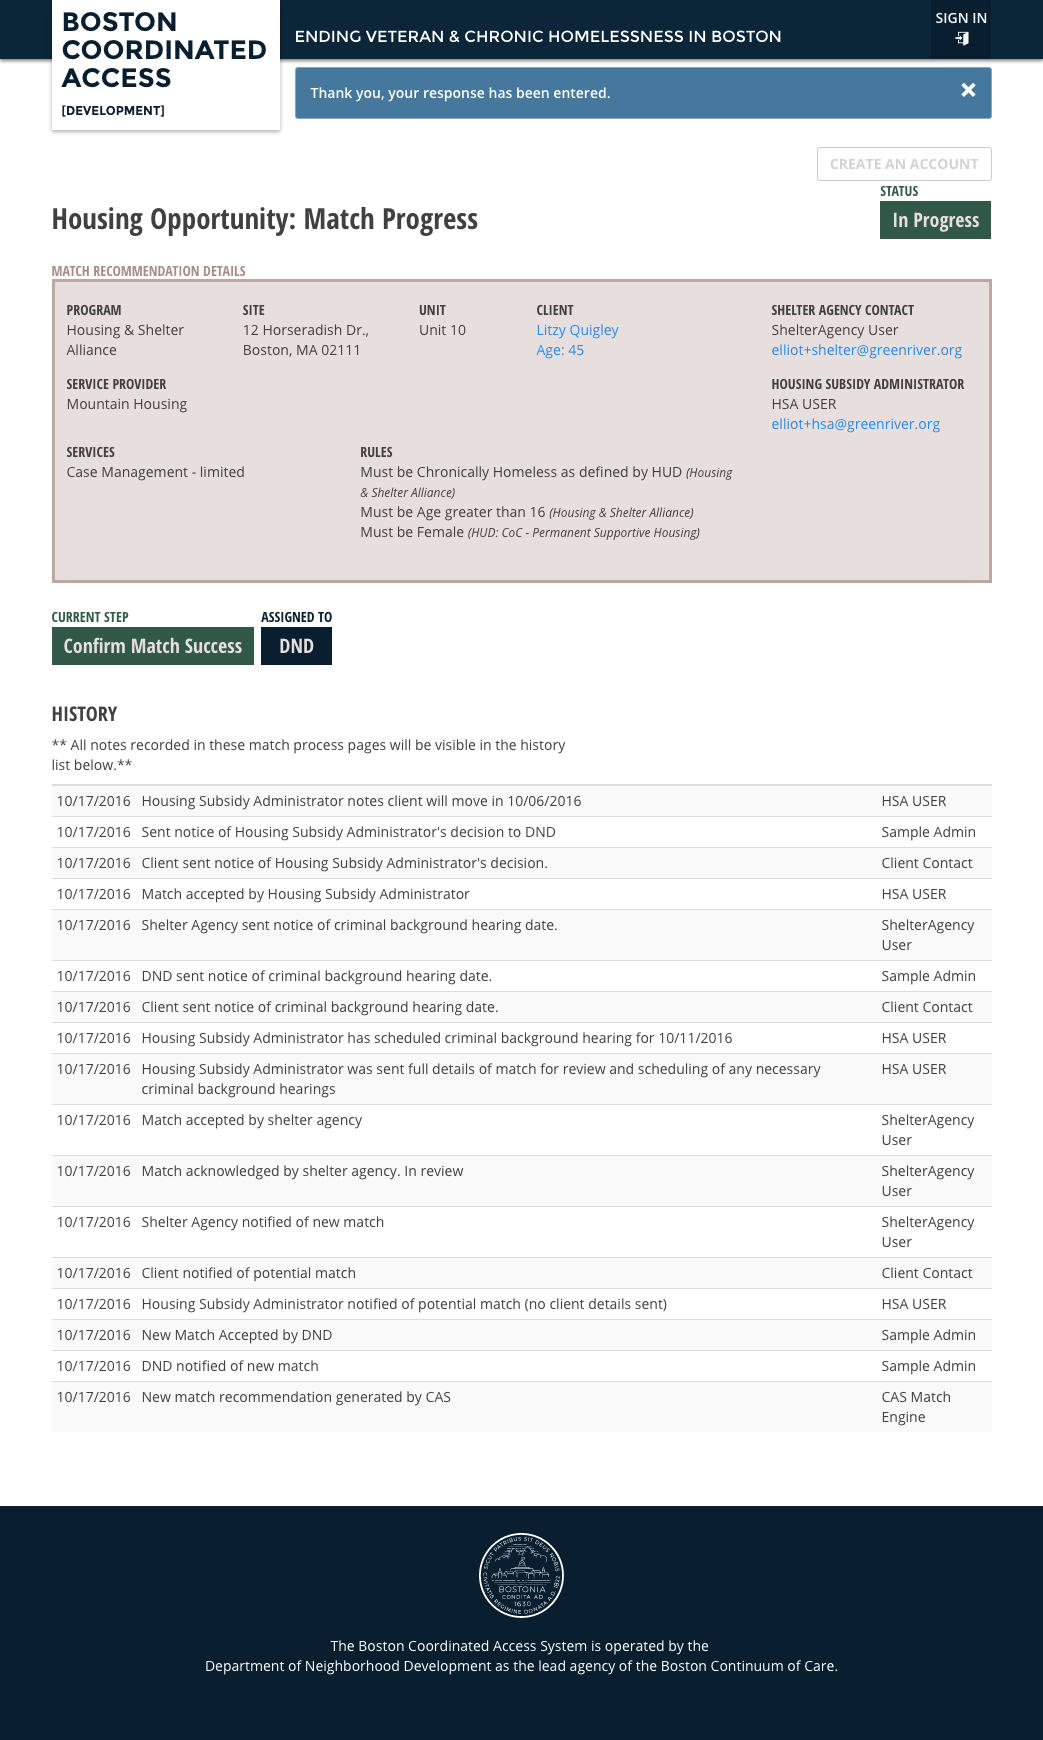 BOSTON
COORDINATED
ACCESS
[DEVELOPMENT]
ENDING VETERAN & CHRONIC HOMELESSNESS IN BOSTON
SIGN IN
Thank you, your response has been entered.
CREATE AN ACCOUNT
STATUS
In Progress
Housing Opportunity: Match Progress
MATCH RECOMMENDATION DETAILS
PROGRAM
Housing & Shelter
Alliance
SITE
12 Horseradish Dr.,
Boston, MA 02111
UNIT
Unit 10
CLIENT
Litzy Quigley
Age: 45
SHELTER AGENCY CONTACT
ShelterAgency User
elliot+shelter@greenriver.org
SERVICE PROVIDER
Mountain Housing
HOUSING SUBSIDY ADMINISTRATOR
HSA USER
elliot+hsa@greenriver.org
SERVICES
Case Management - limited
RULES
Must be Chronically Homeless as defined by HUD (Housing
& Shelter Alliance)
Must be Age greater than 16 (Housing & Shelter Alliance)
Must be Female (HUD: CoC - Permanent Supportive Housing)
CURRENT STEP
Confirm Match Success
ASSIGNED TO
DND
HISTORY
** All notes recorded in these match process pages will be visible in the history
list below.**
10/17/2016 Housing Subsidy Administrator notes client will move in 10/06/2016 HSA USER
10/17/2016 Sent notice of Housing Subsidy Administrator's decision to DND Sample Admin
10/17/2016 Client sent notice of Housing Subsidy Administrator's decision. Client Contact
10/17/2016 Match accepted by Housing Subsidy Administrator HSA USER
10/17/2016 Shelter Agency sent notice of criminal background hearing date. ShelterAgency
User
10/17/2016 DND sent notice of criminal background hearing date. Sample Admin
10/17/2016 Client sent notice of criminal background hearing date. Client Contact
10/17/2016 Housing Subsidy Administrator has scheduled criminal background hearing for 10/11/2016 HSA USER
10/17/2016 Housing Subsidy Administrator was sent full details of match for review and scheduling of any necessary HSA USER
criminal background hearings
10/17/2016 Match accepted by shelter agency ShelterAgency
User
10/17/2016 Match acknowledged by shelter agency. In review ShelterAgency
User
10/17/2016 Shelter Agency notified of new match ShelterAgency
User
10/17/2016 Client notified of potential match Client Contact
10/17/2016 Housing Subsidy Administrator notified of potential match (no client details sent) HSA USER
10/17/2016 New Match Accepted by DND Sample Admin
10/17/2016 DND notified of new match Sample Admin
10/17/2016 New match recommendation generated by CAS CAS Match
Engine
SICUT PATRIBUS SIT DEUS NOBIS
BOSTONIA
CONDITA AD
1630
CIVITATIS REGIMINE DONATA A.D. 1822
The Boston Coordinated Access System is operated by the
Department of Neighborhood Development as the lead agency of the Boston Continuum of Care.